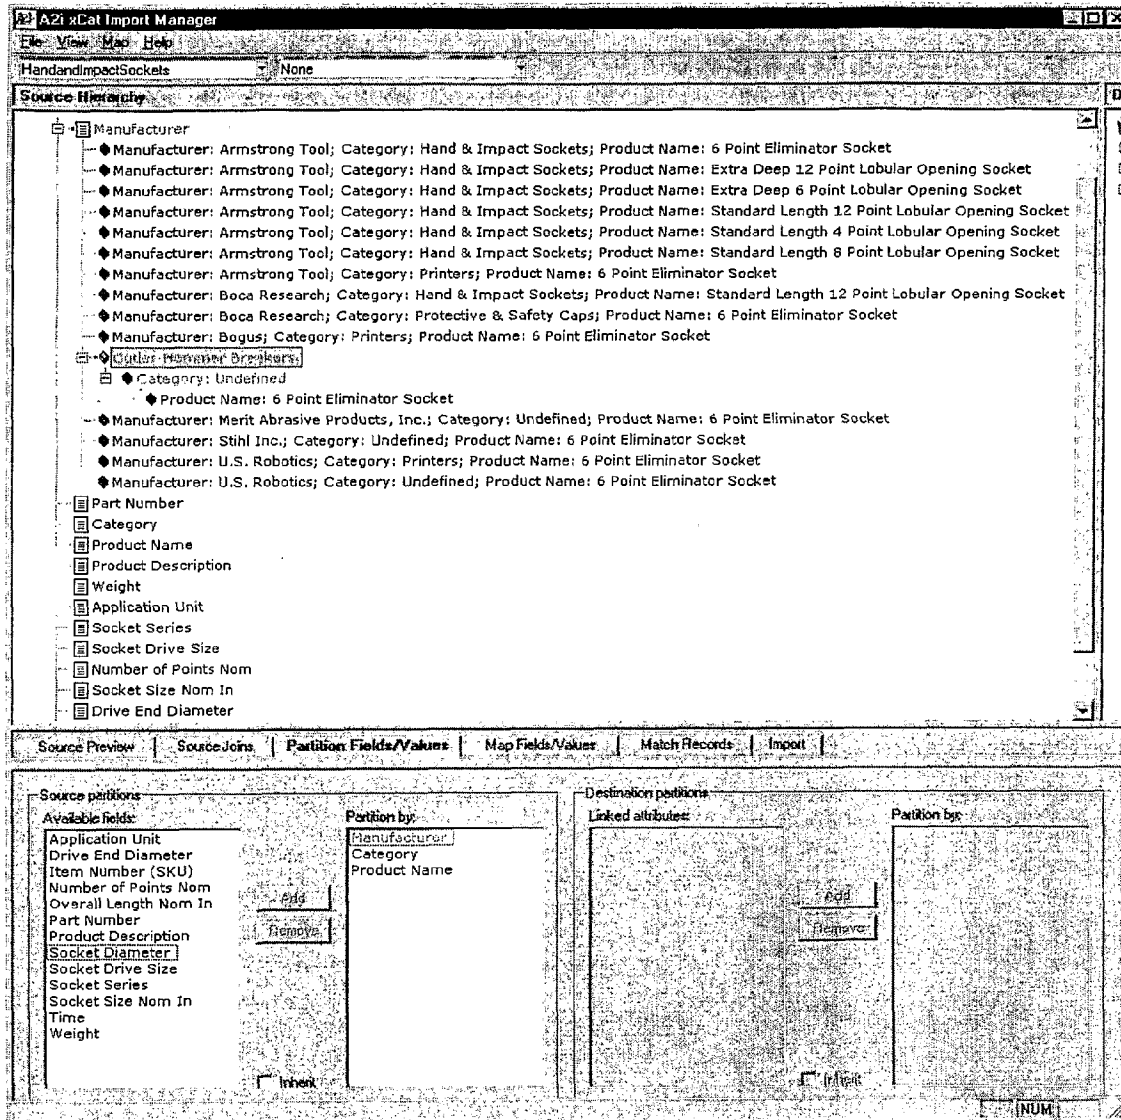 A2i xCat Import Manager
File View Map Help
HandandImpactSockets None
Source Hierarchy D
Manufacturer
Manufacturer: Armstrong Tool; Category: Hand & Impact Sockets; Product Name: 6 Point Eliminator Socket
Manufacturer: Armstrong Tool; Category: Hand & Impact Sockets; Product Name: Extra Deep 12 Point Lobular Opening Socket
Manufacturer: Armstrong Tool; Category: Hand & Impact Sockets; Product Name: Extra Deep 6 Point Lobular Opening Socket
Manufacturer: Armstrong Tool; Category: Hand & Impact Sockets; Product Name: Standard Length 12 Point Lobular Opening Socket
Manufacturer: Armstrong Tool; Category: Hand & Impact Sockets; Product Name: Standard Length 4 Point Lobular Opening Socket
Manufacturer: Armstrong Tool; Category: Hand & Impact Sockets; Product Name: Standard Length 8 Point Lobular Opening Socket
Manufacturer: Armstrong Tool; Category: Printers; Product Name: 6 Point Eliminator Socket
Manufacturer: Boca Research; Category: Hand & Impact Sockets; Product Name: Standard Length 12 Point Lobular Opening Socket
Manufacturer: Boca Research; Category: Protective & Safety Caps; Product Name: 6 Point Eliminator Socket
Manufacturer: Bogus; Category: Printers; Product Name: 6 Point Eliminator Socket
Cutler-Hammer Breakers
Category: Undefined
Product Name: 6 Point Eliminator Socket
Manufacturer: Merit Abrasive Products, Inc.; Category: Undefined; Product Name: 6 Point Eliminator Socket
Manufacturer: Stihl Inc.; Category: Undefined; Product Name: 6 Point Eliminator Socket
Manufacturer: U.S. Robotics; Category: Printers; Product Name: 6 Point Eliminator Socket
Manufacturer: U.S. Robotics; Category: Undefined; Product Name: 6 Point Eliminator Socket
Part Number
Category
Product Name
Product Description
Weight
Application Unit
Socket Series
Socket Drive Size
Number of Points Nom
Socket Size Nom In
Drive End Diameter
Source Preview Source Joins Partition Fields/Values Map Fields/Values Match Records Import
Source partitions Destination partitions
Available fields: Partition by: Linked attributes: Partition by:
Application Unit Manufacturer
Drive End Diameter Category
Item Number (SKU) Product Name
Number of Points Nom
Overall Length Nom In Add Add
Part Number
Product Description Remove Remove
Socket Diameter
Socket Drive Size
Socket Series
Socket Size Nom In
Time
Weight
Inherit Inherit
NUM